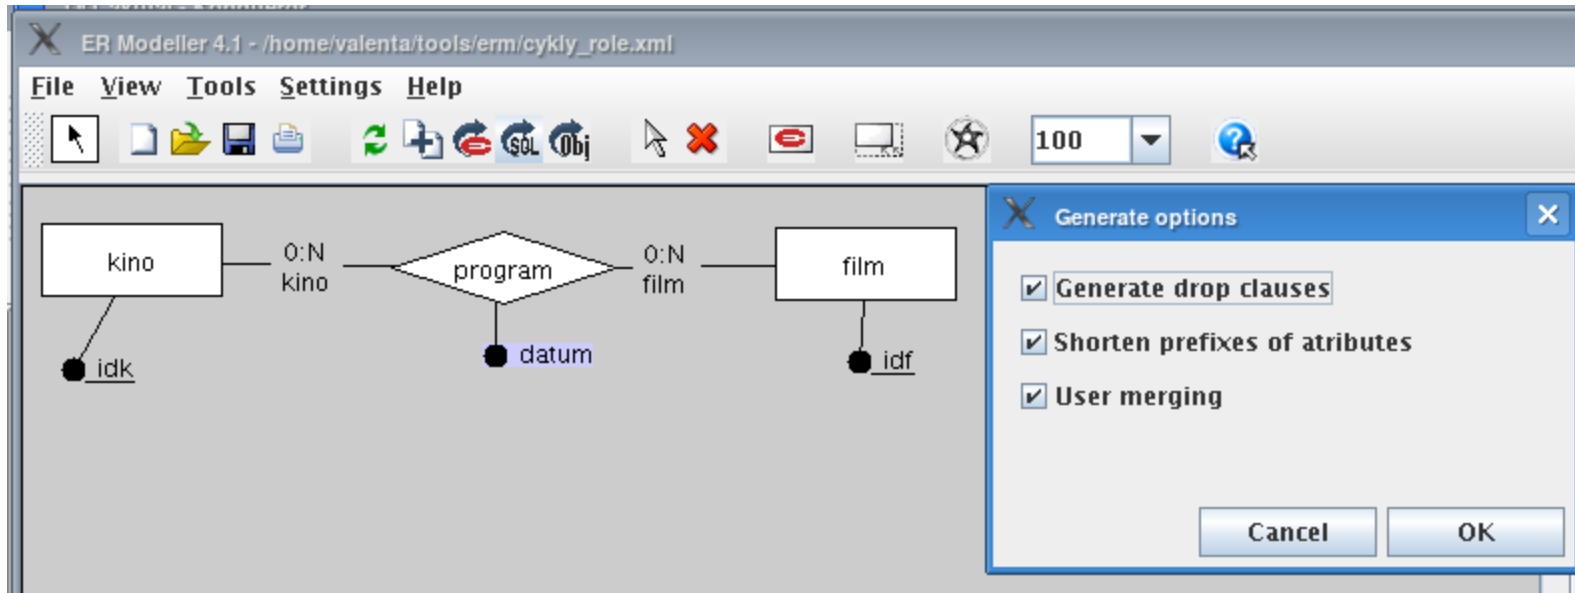 ER Modeller 4.1 - /home/valenta/tools/erm/cykly_role.xml
File View Tools Settings Help
SQL Obj 100
Generate options
kino 0:N kino program 0:N film film
idk datum idf
Generate drop clauses
Shorten prefixes of atributes
User merging
Cancel OK